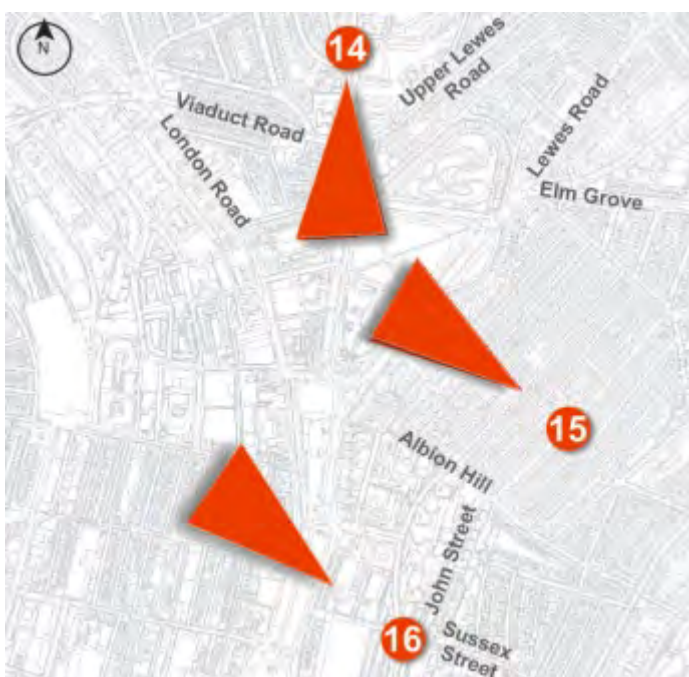 N
14
Upper Lewes
Road
Viaduct Road
London Road
Lewes Road
Elm Grove
15
Albion Hill
John Street
16
Sussex
Street